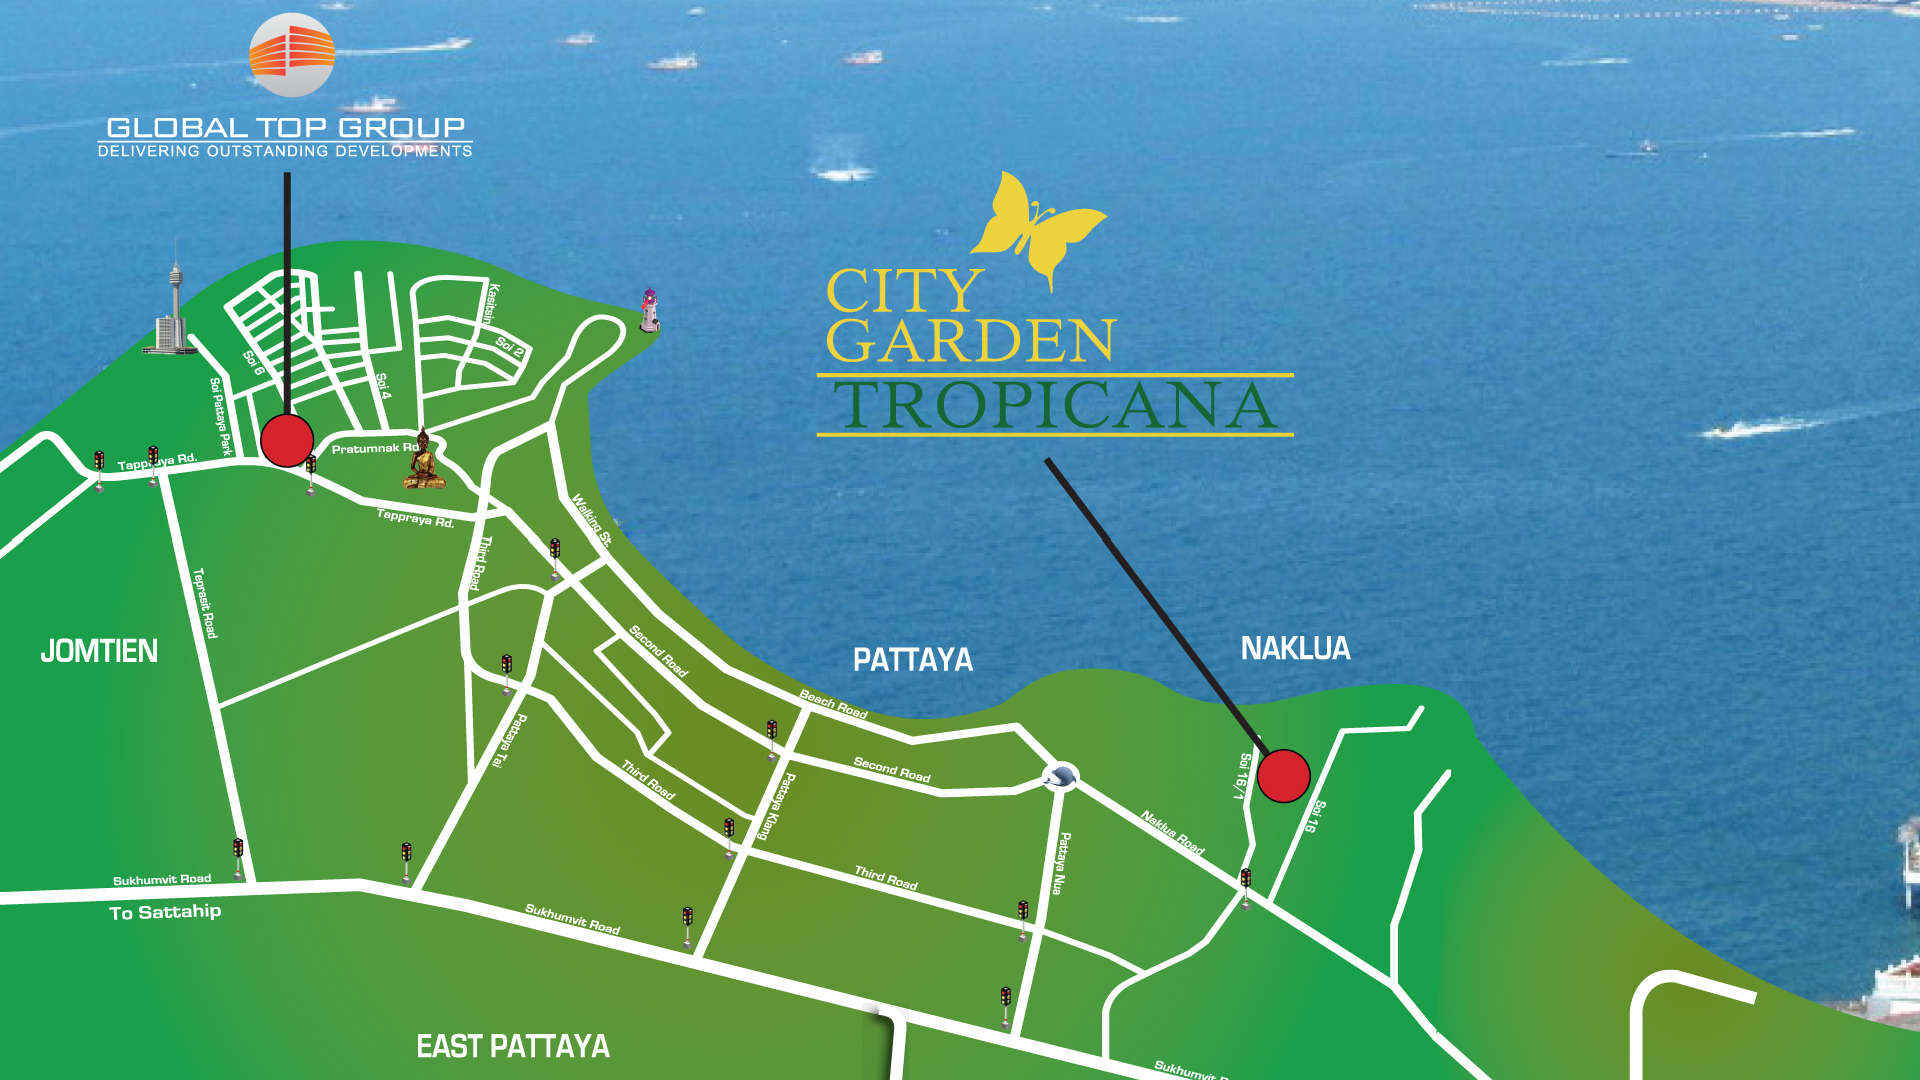 GLOBAL TOP GROUP
DELIVERING OUTSTANDING DEVELOPMENTS
CITY
GARDEN
TROPICANA
Kasitsin
Soi 2
Soi 6
Soi 4
Soi Pattaya Park
Pratumnak Rd.
Tappraya Rd.
Tappraya Rd.
Walking St.
Third Road
Teprasit Road
JOMTIEN
Second Road
PATTAYA
NAKLUA
Beach Road
Pattaya Tai
Third Road
Second Road
Pattaya Klang
Soi 16/1
Soi 16
Naklua Road
Pattaya Nua
Third Road
Sukhumvit Road
To Sattahip
Sukhumvit Road
EAST PATTAYA
Sukhumvit R